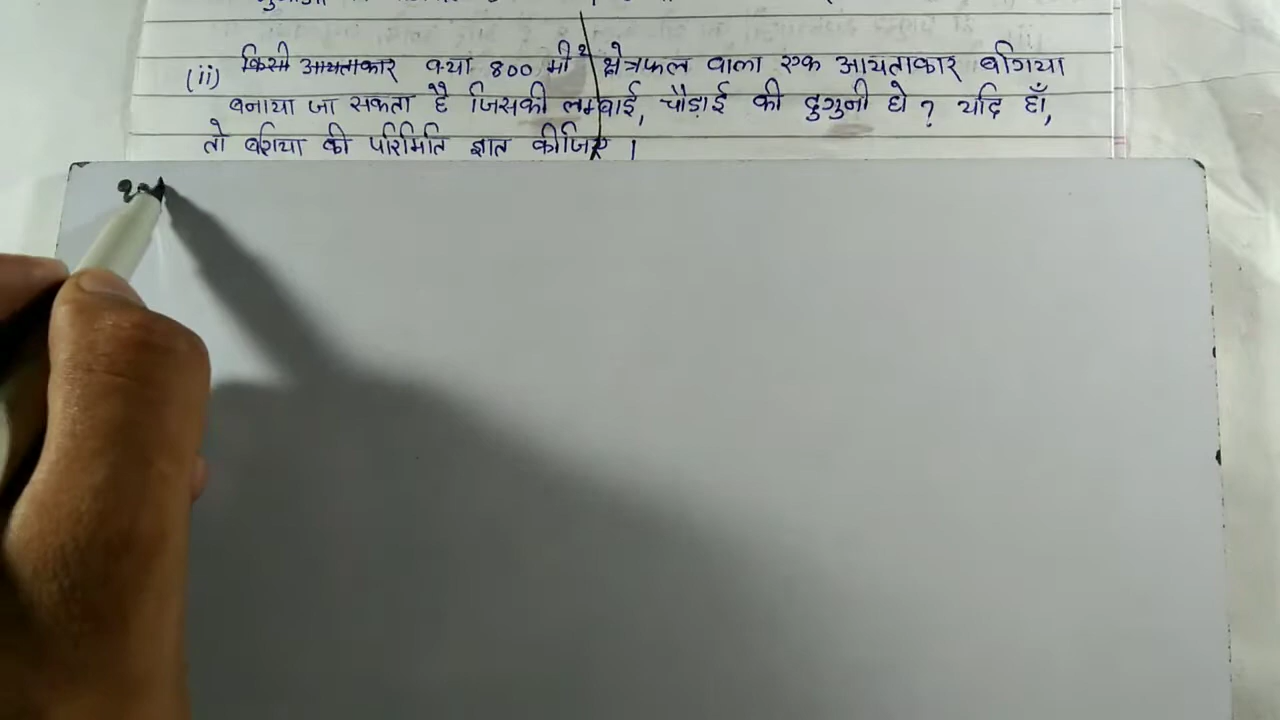 (ii) किसी आयताकार क्या 800 मी² क्षेत्रफल वाला एक आयताकार बगिया
बनाया जा सकता है जिसकी लम्बाई, चौड़ाई की दुगुनी हो ? यदि हाँ,
तो बगिया की परिमिति ज्ञात कीजिए ।